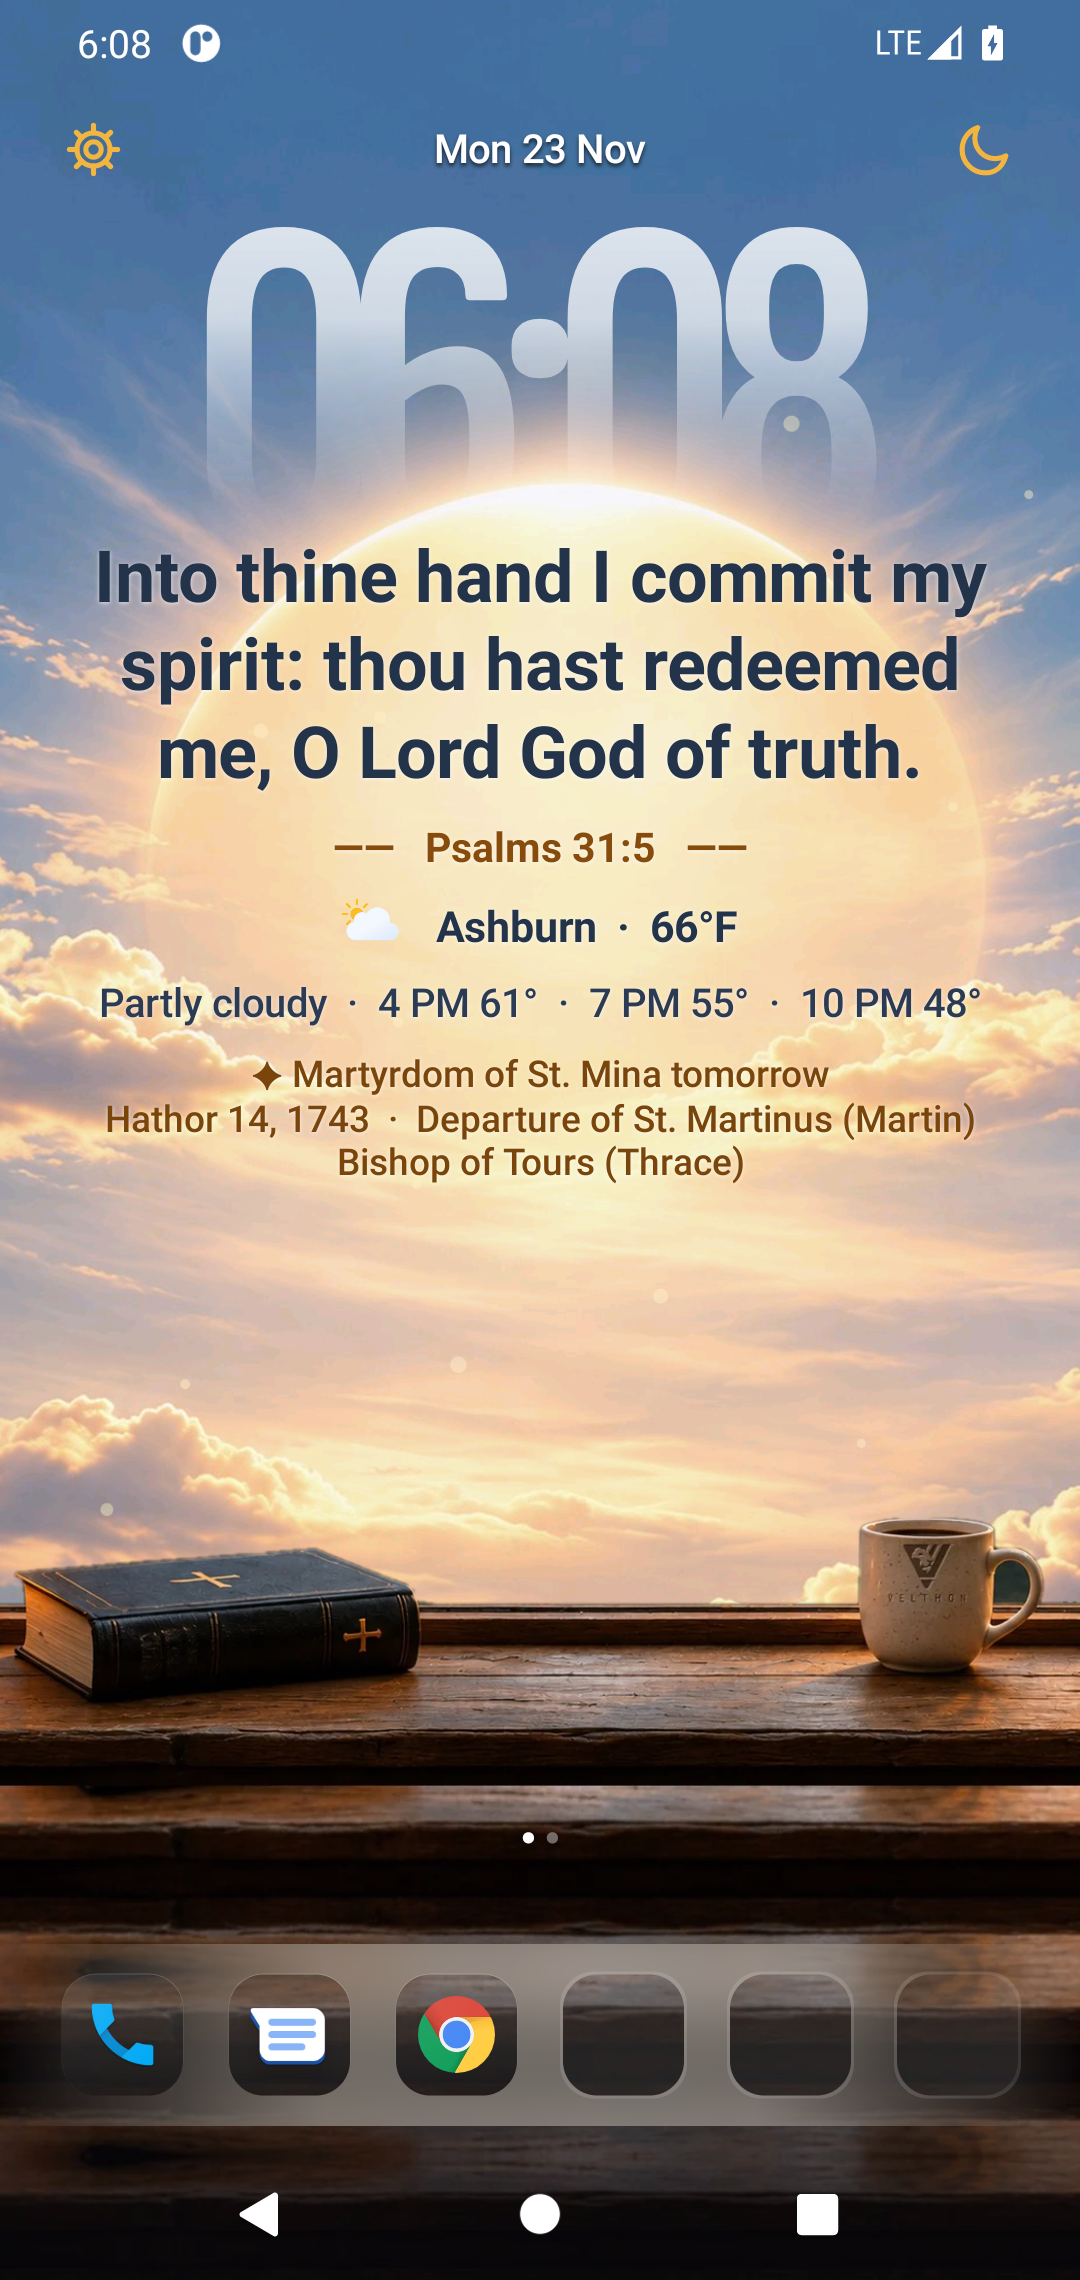 6:08
LTE
Mon 23 Nov
06:08
Into thine hand I commit my
spirit: thou hast redeemed
me, O Lord God of truth.
—— Psalms 31:5 ——
Ashburn · 66°F
Partly cloudy · 4 PM 61° · 7 PM 55° · 10 PM 48°
✦ Martyrdom of St. Mina tomorrow
Hathor 14, 1743 · Departure of St. Martinus (Martin)
Bishop of Tours (Thrace)
VELTHON